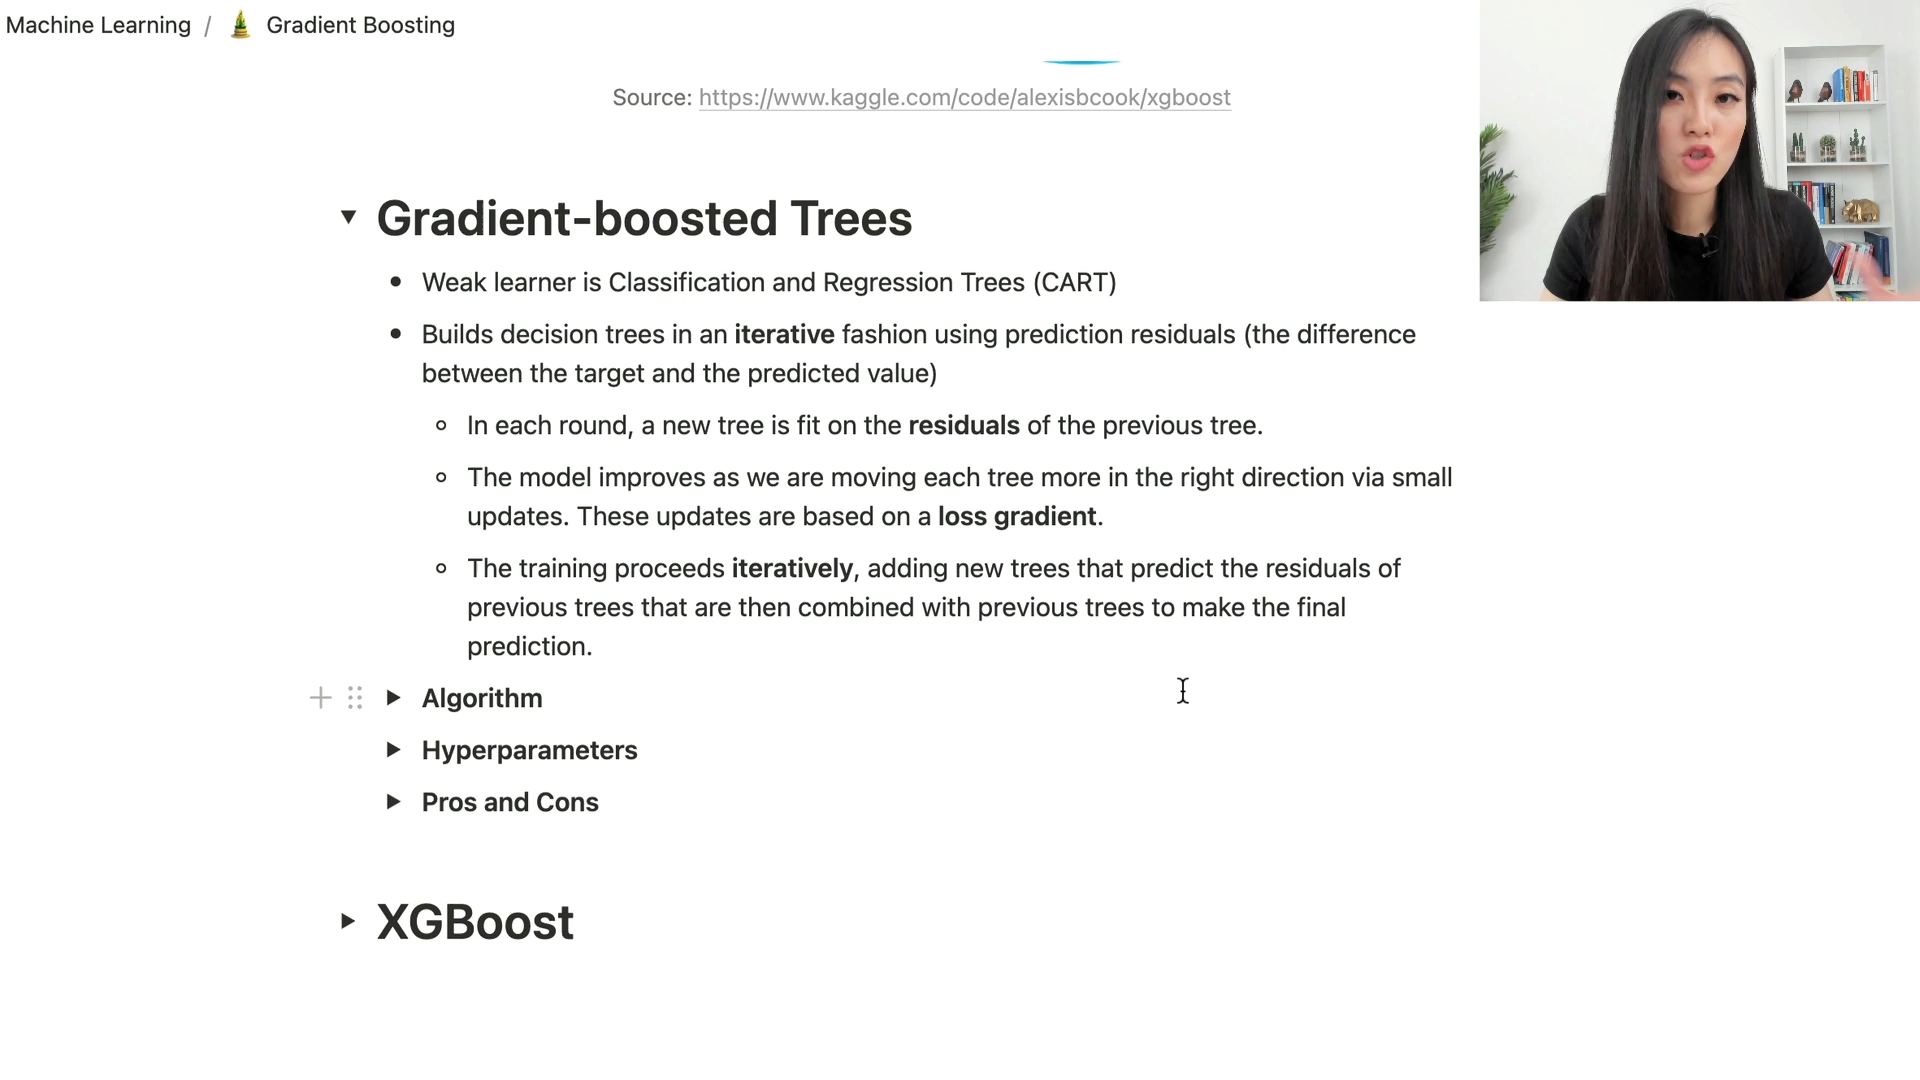 Machine Learning / Gradient Boosting
Source: https://www.kaggle.com/code/alexisbcook/xgboost
Gradient-boosted Trees
Weak learner is Classification and Regression Trees (CART)
Builds decision trees in an iterative fashion using prediction residuals (the difference
between the target and the predicted value)
In each round, a new tree is fit on the residuals of the previous tree.
The model improves as we are moving each tree more in the right direction via small
updates. These updates are based on a loss gradient.
The training proceeds iteratively, adding new trees that predict the residuals of
previous trees that are then combined with previous trees to make the final
prediction.
Algorithm
Hyperparameters
Pros and Cons
XGBoost